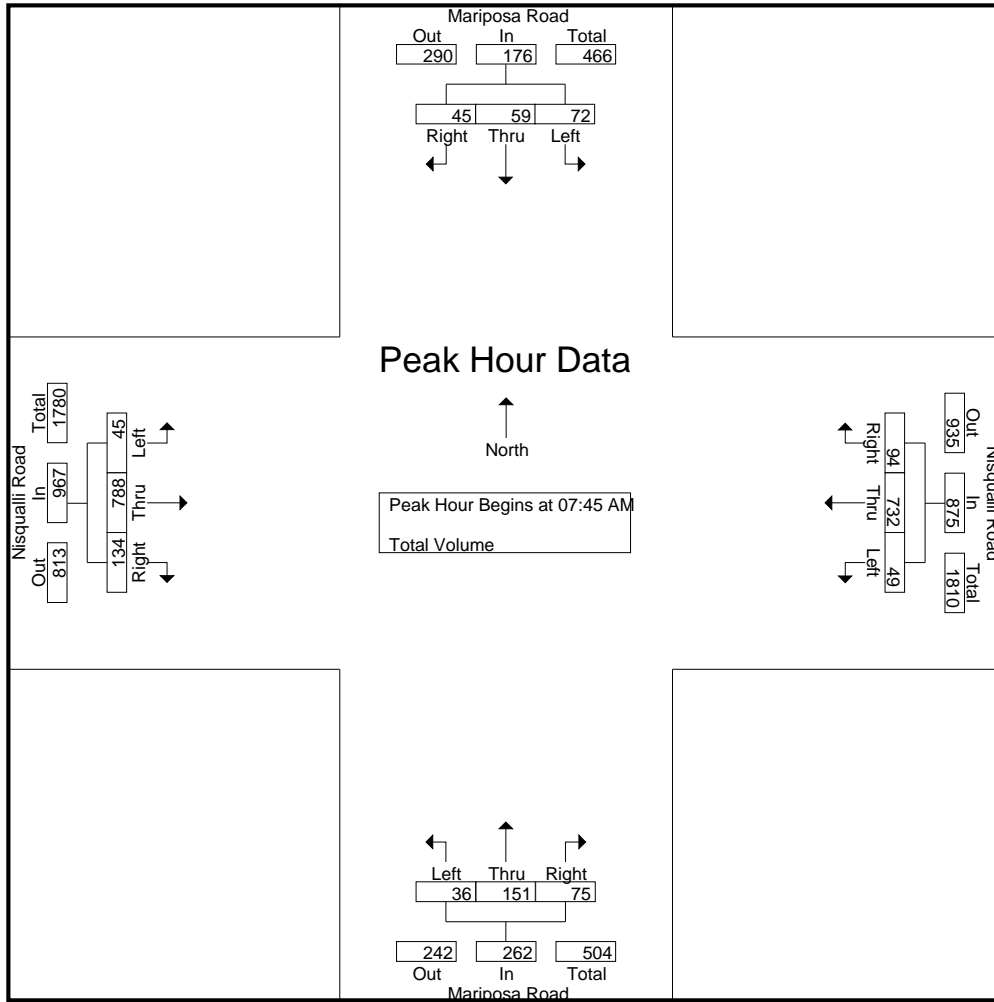 Mariposa Road
Out In Total
290 176 466
45 59 72
Right Thru Left
Peak Hour Data
North
Peak Hour Begins at 07:45 AM
Total Volume
Nisqualli Road
Total In Out
1780 967 813
45 788 134
Left Thru Right
Nisqualli Road
Out In Total
935 875 1810
94 732 49
Right Thru Left
Left Thru Right
36 151 75
242 262 504
Out In Total
Mariposa Road